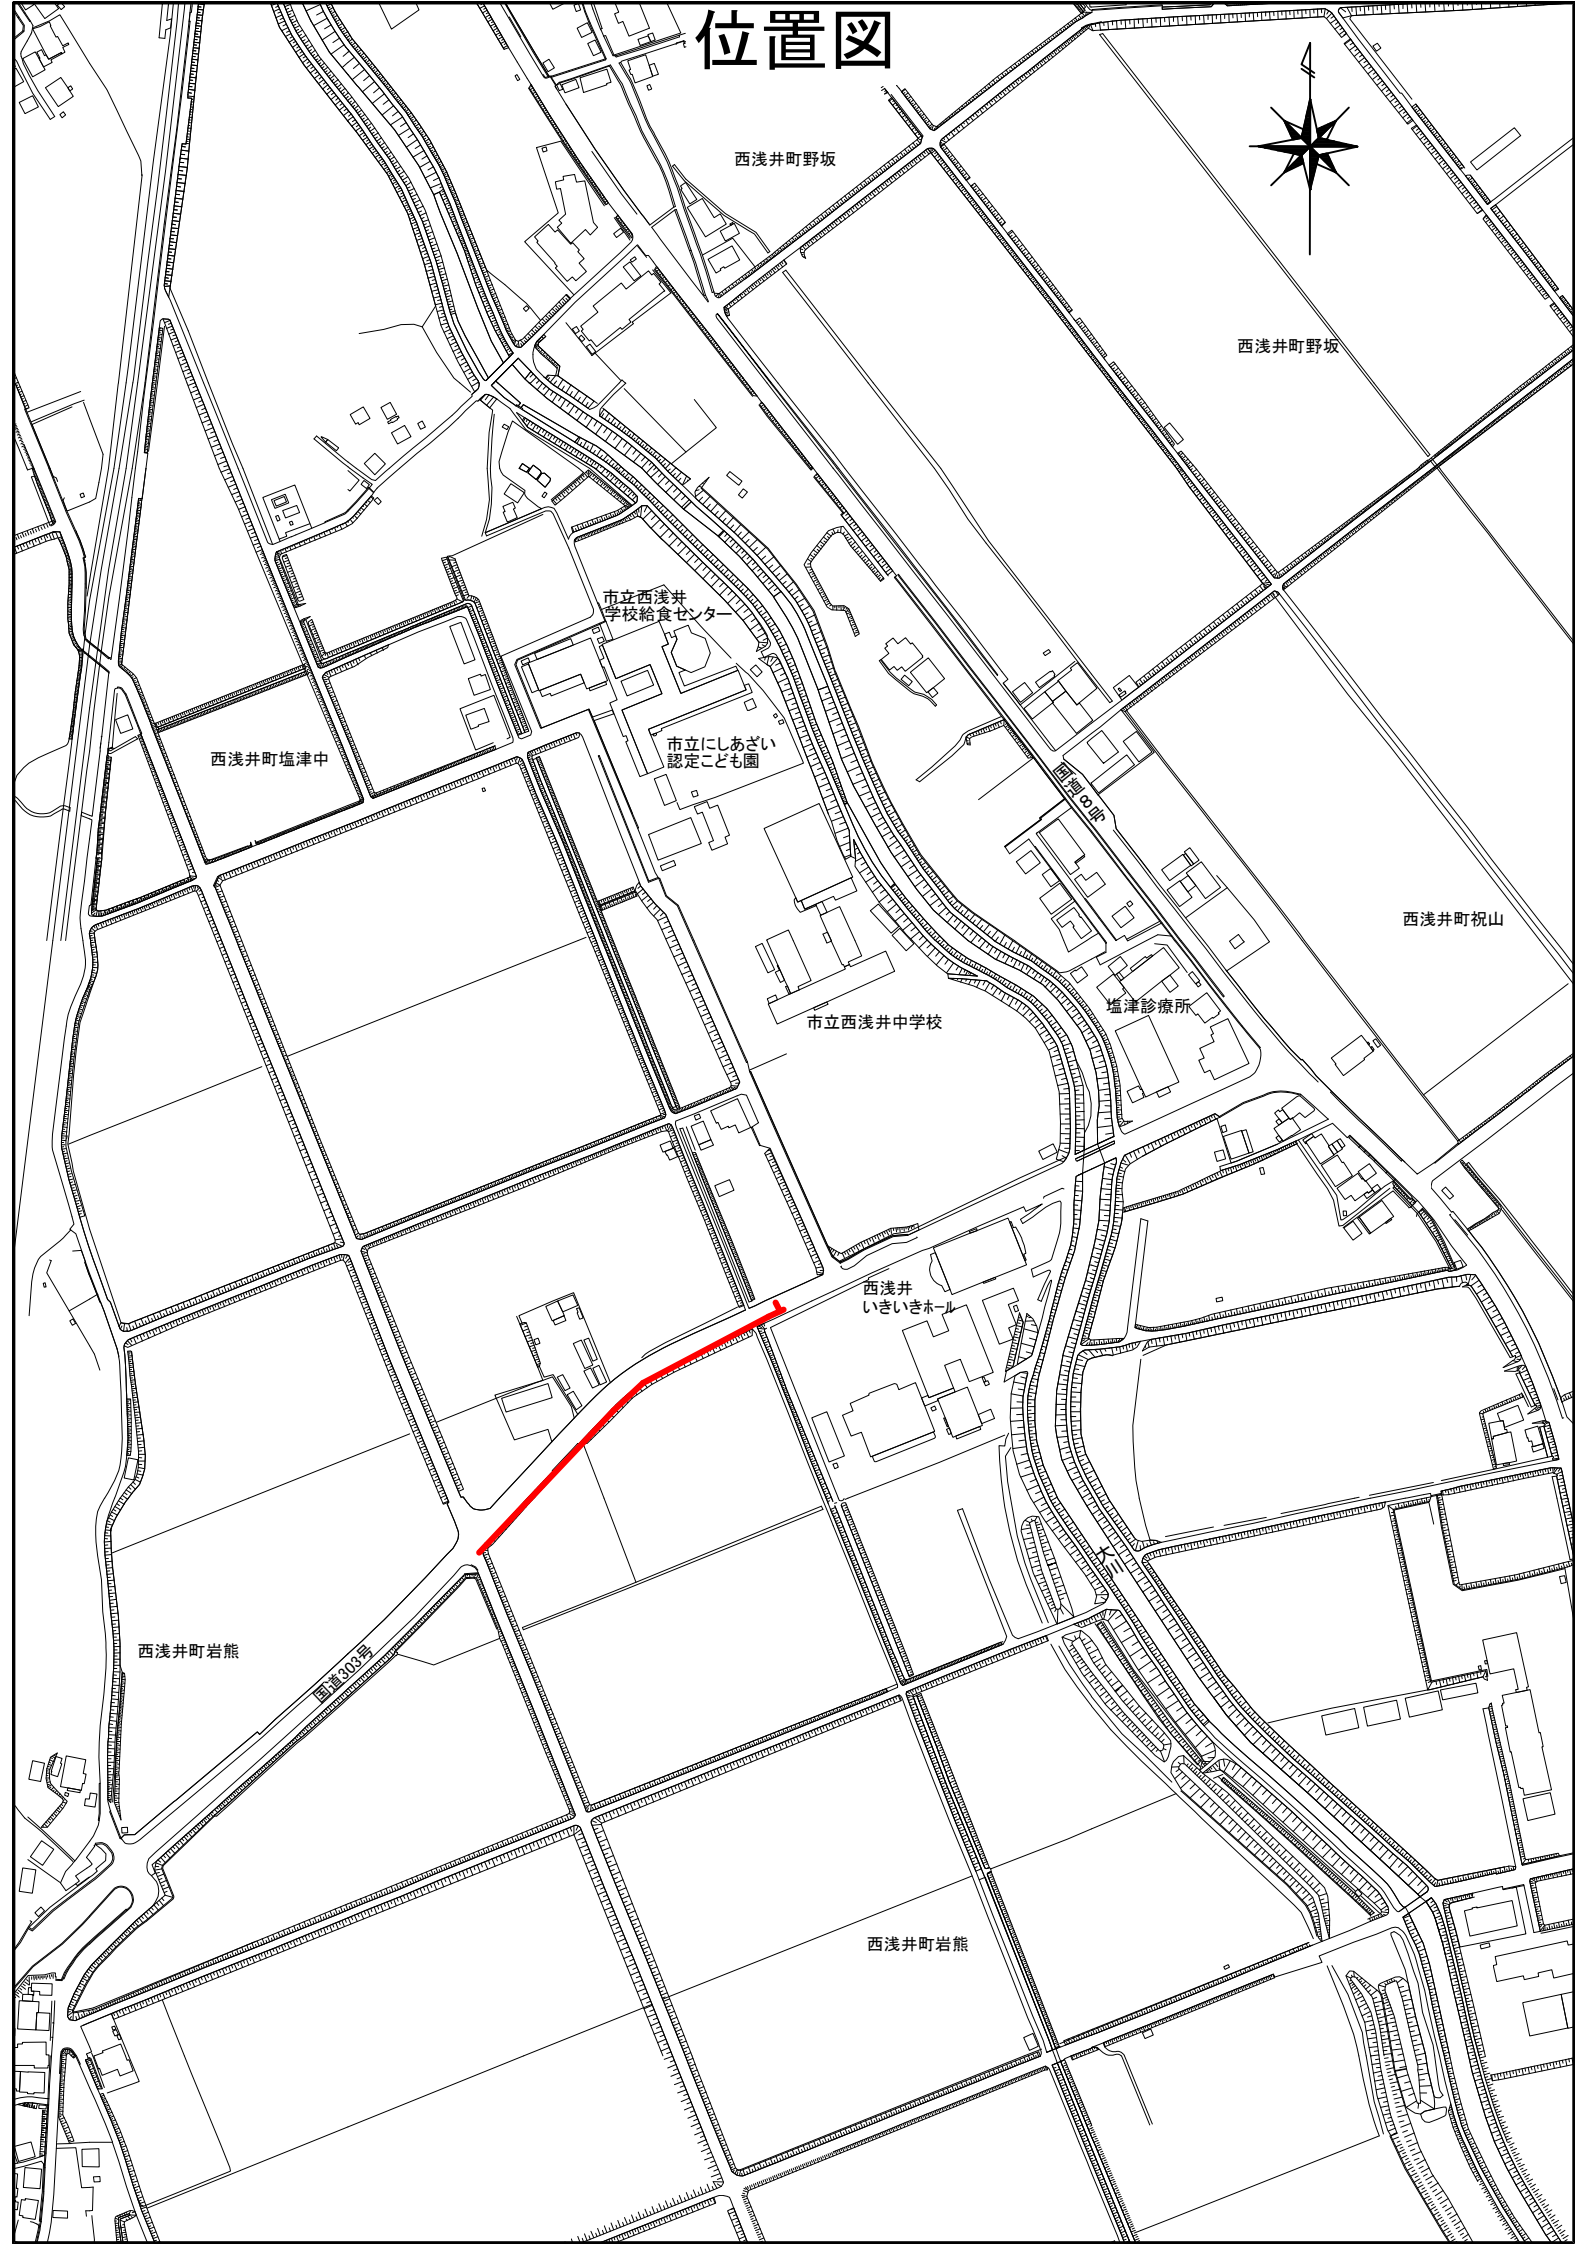 位置図
西浅井町野坂
西浅井町野坂
市立西浅井
学校給食センター
市立にしあざい
認定こども園
西浅井町塩津中
国道8号
西浅井町祝山
塩津診療所
市立西浅井中学校
西浅井
いきいきホール
大川
西浅井町岩熊
国道303号
西浅井町岩熊